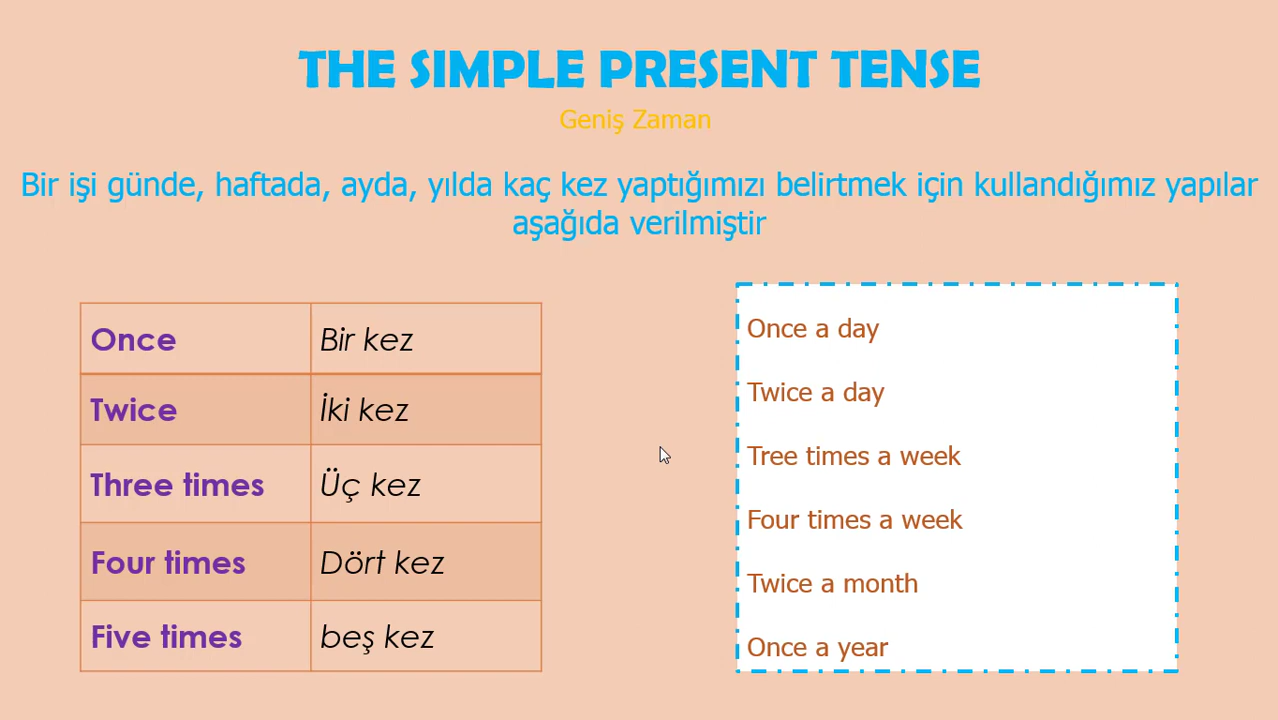 THE SIMPLE PRESENT TENSE
Geniş Zaman
Bir işi günde, haftada, ayda, yılda kaç kez yaptığımızı belirtmek için kullandığımız yapılar
aşağıda verilmiştir
Once Bir kez
Twice İki kez
Three times Üç kez
Four times Dört kez
Five times beş kez
Once a day
Twice a day
Tree times a week
Four times a week
Twice a month
Once a year